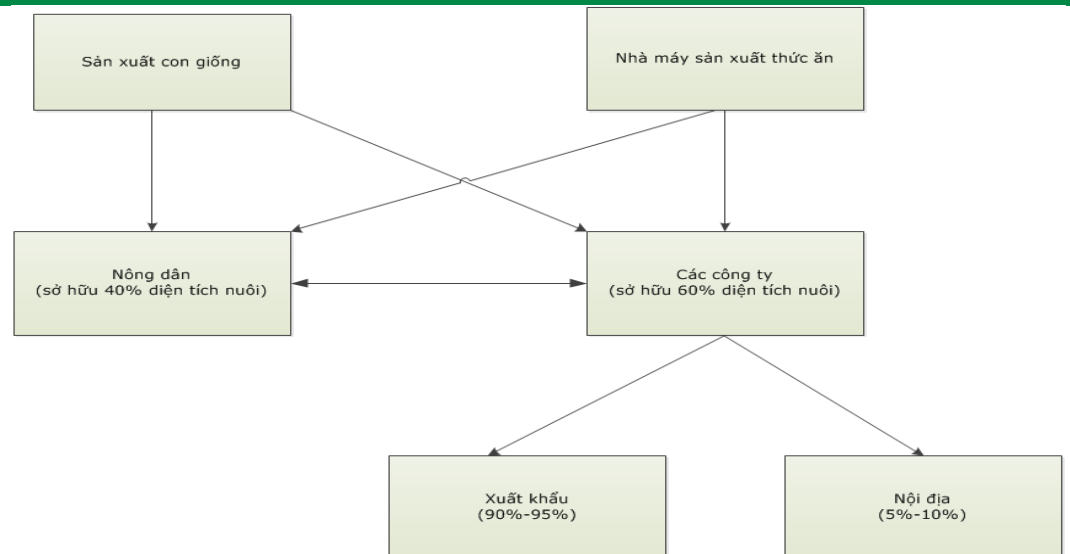 Sản xuất con giống
Nhà máy sản xuất thức ăn
Nông dân
(sở hữu 40% diện tích nuôi)
Các công ty
(sở hữu 60% diện tích nuôi)
Xuất khẩu
(90%-95%)
Nội địa
(5%-10%)